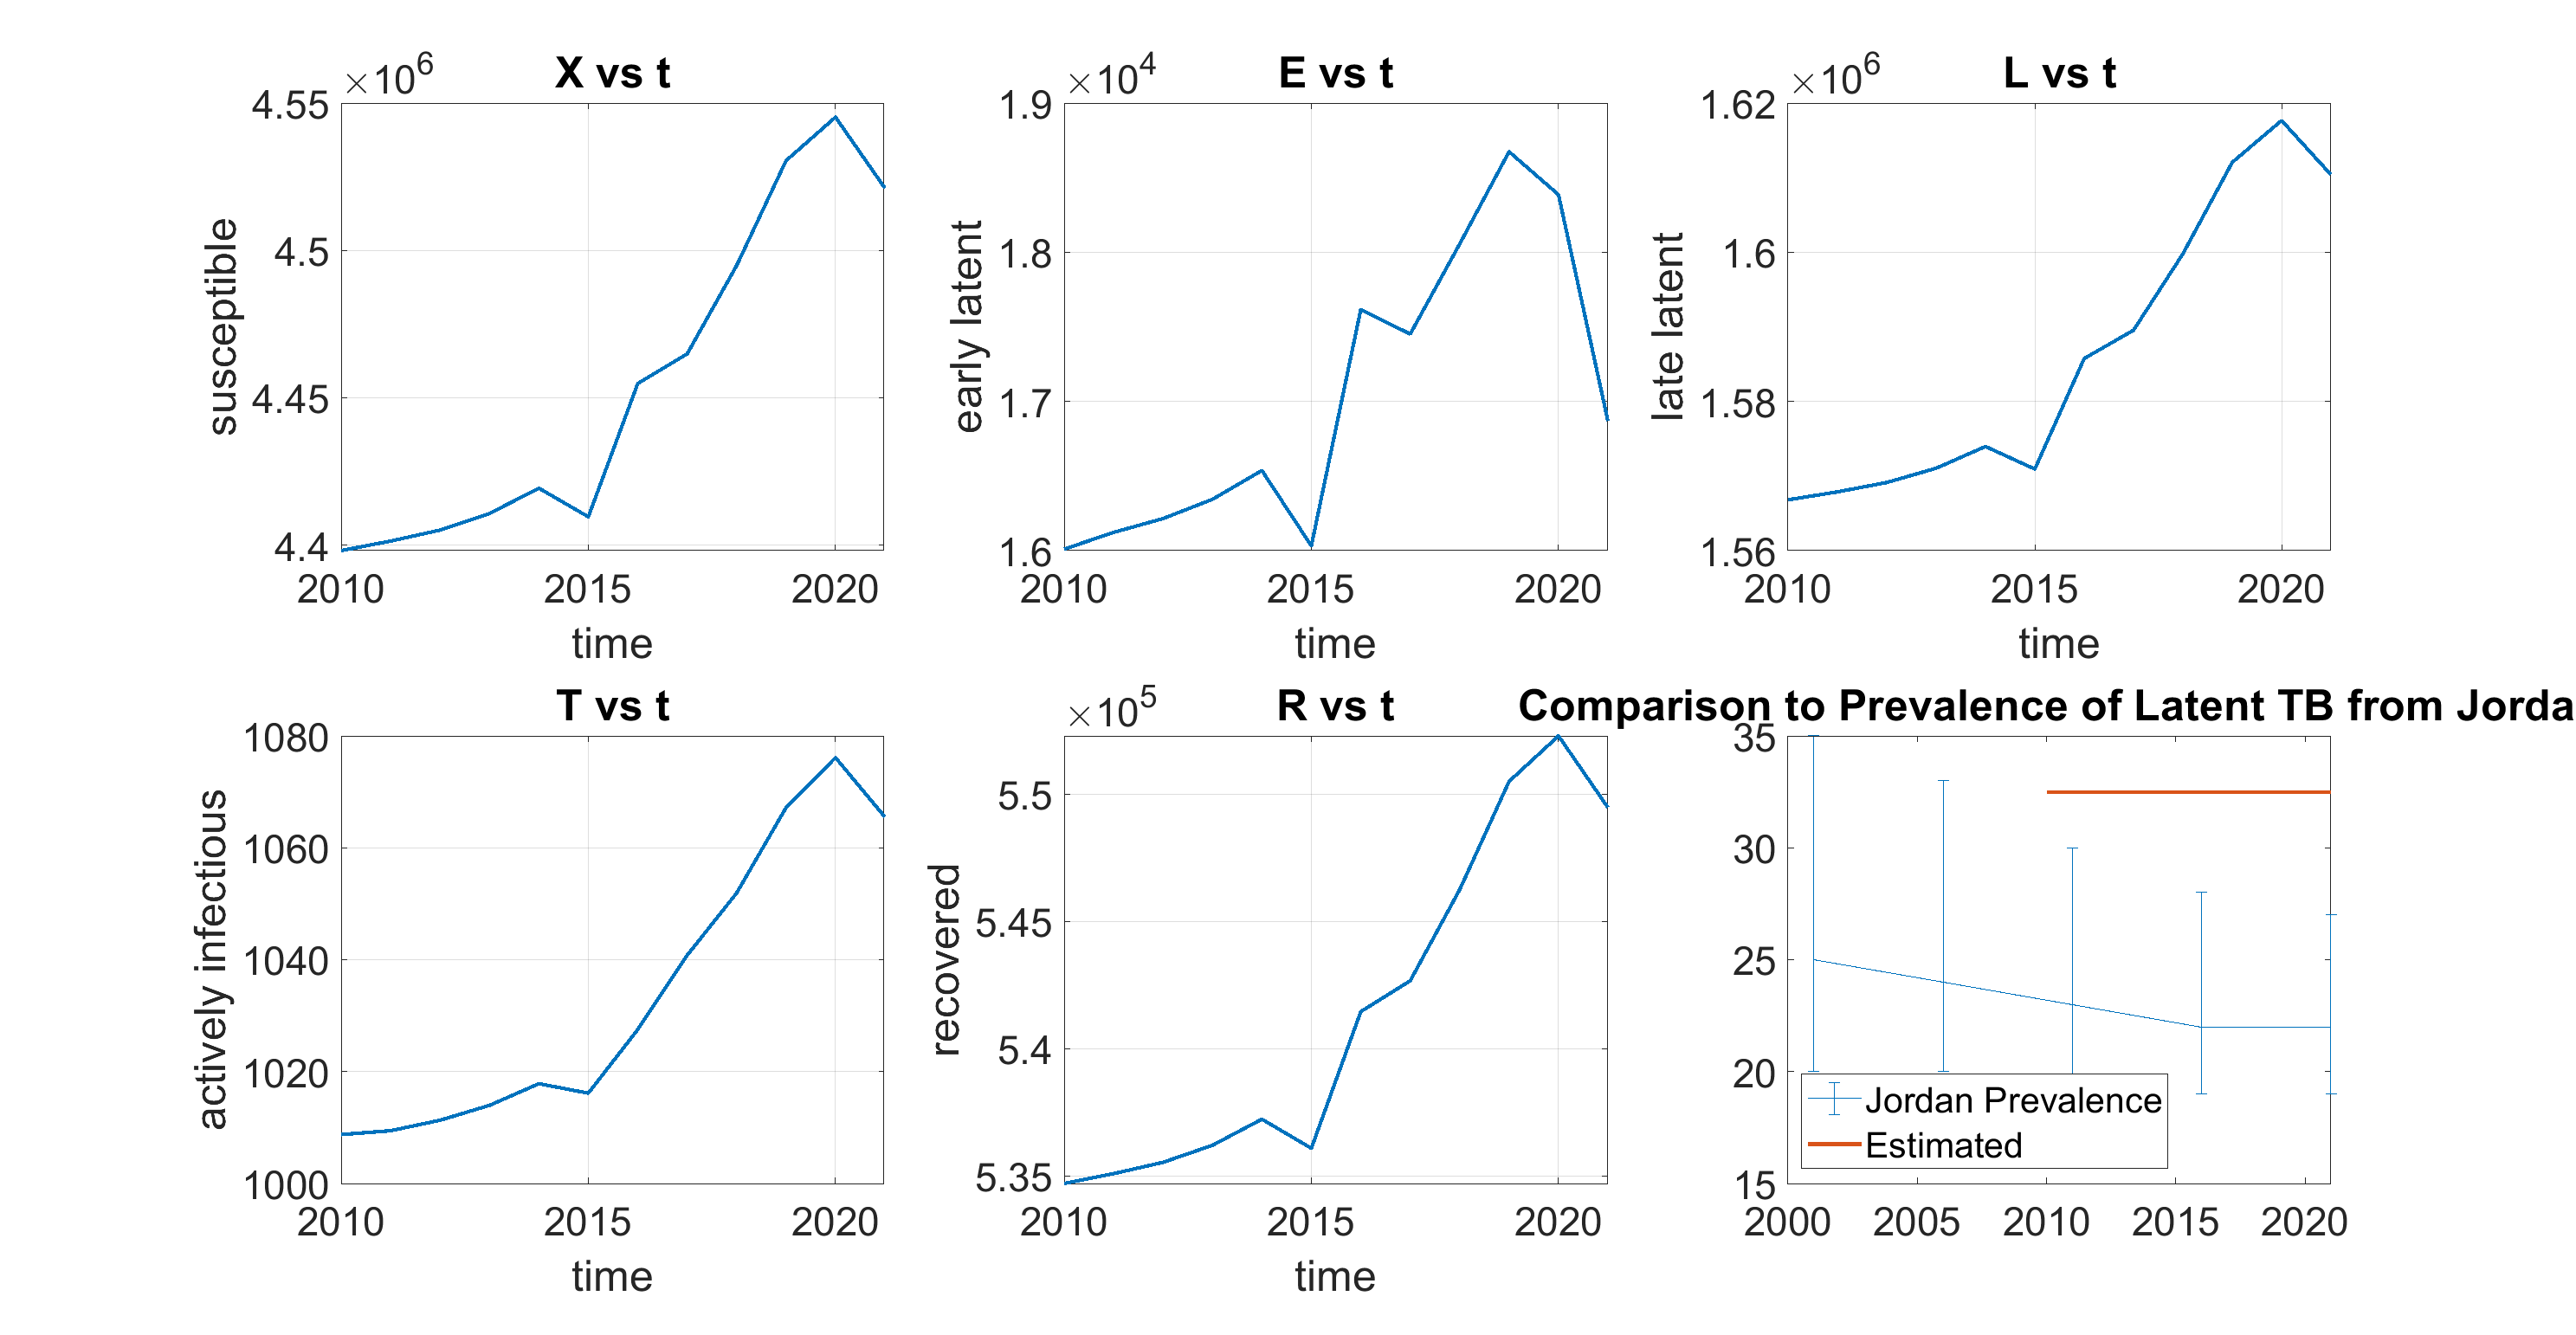 X vs t
×10^6
4.55
4.5
4.45
4.4
susceptible
2010 2015 2020
time
E vs t
×10^4
1.9
1.8
1.7
1.6
early latent
2010 2015 2020
time
L vs t
×10^6
1.62
1.6
1.58
1.56
late latent
2010 2015 2020
time
T vs t
1080
1060
1040
1020
1000
actively infectious
2010 2015 2020
time
R vs t
×10^5
5.5
5.45
5.4
5.35
recovered
2010 2015 2020
time
Comparison to Prevalence of Latent TB from Jorda
35
30
25
20
15
Jordan Prevalence
Estimated
2000 2005 2010 2015 2020